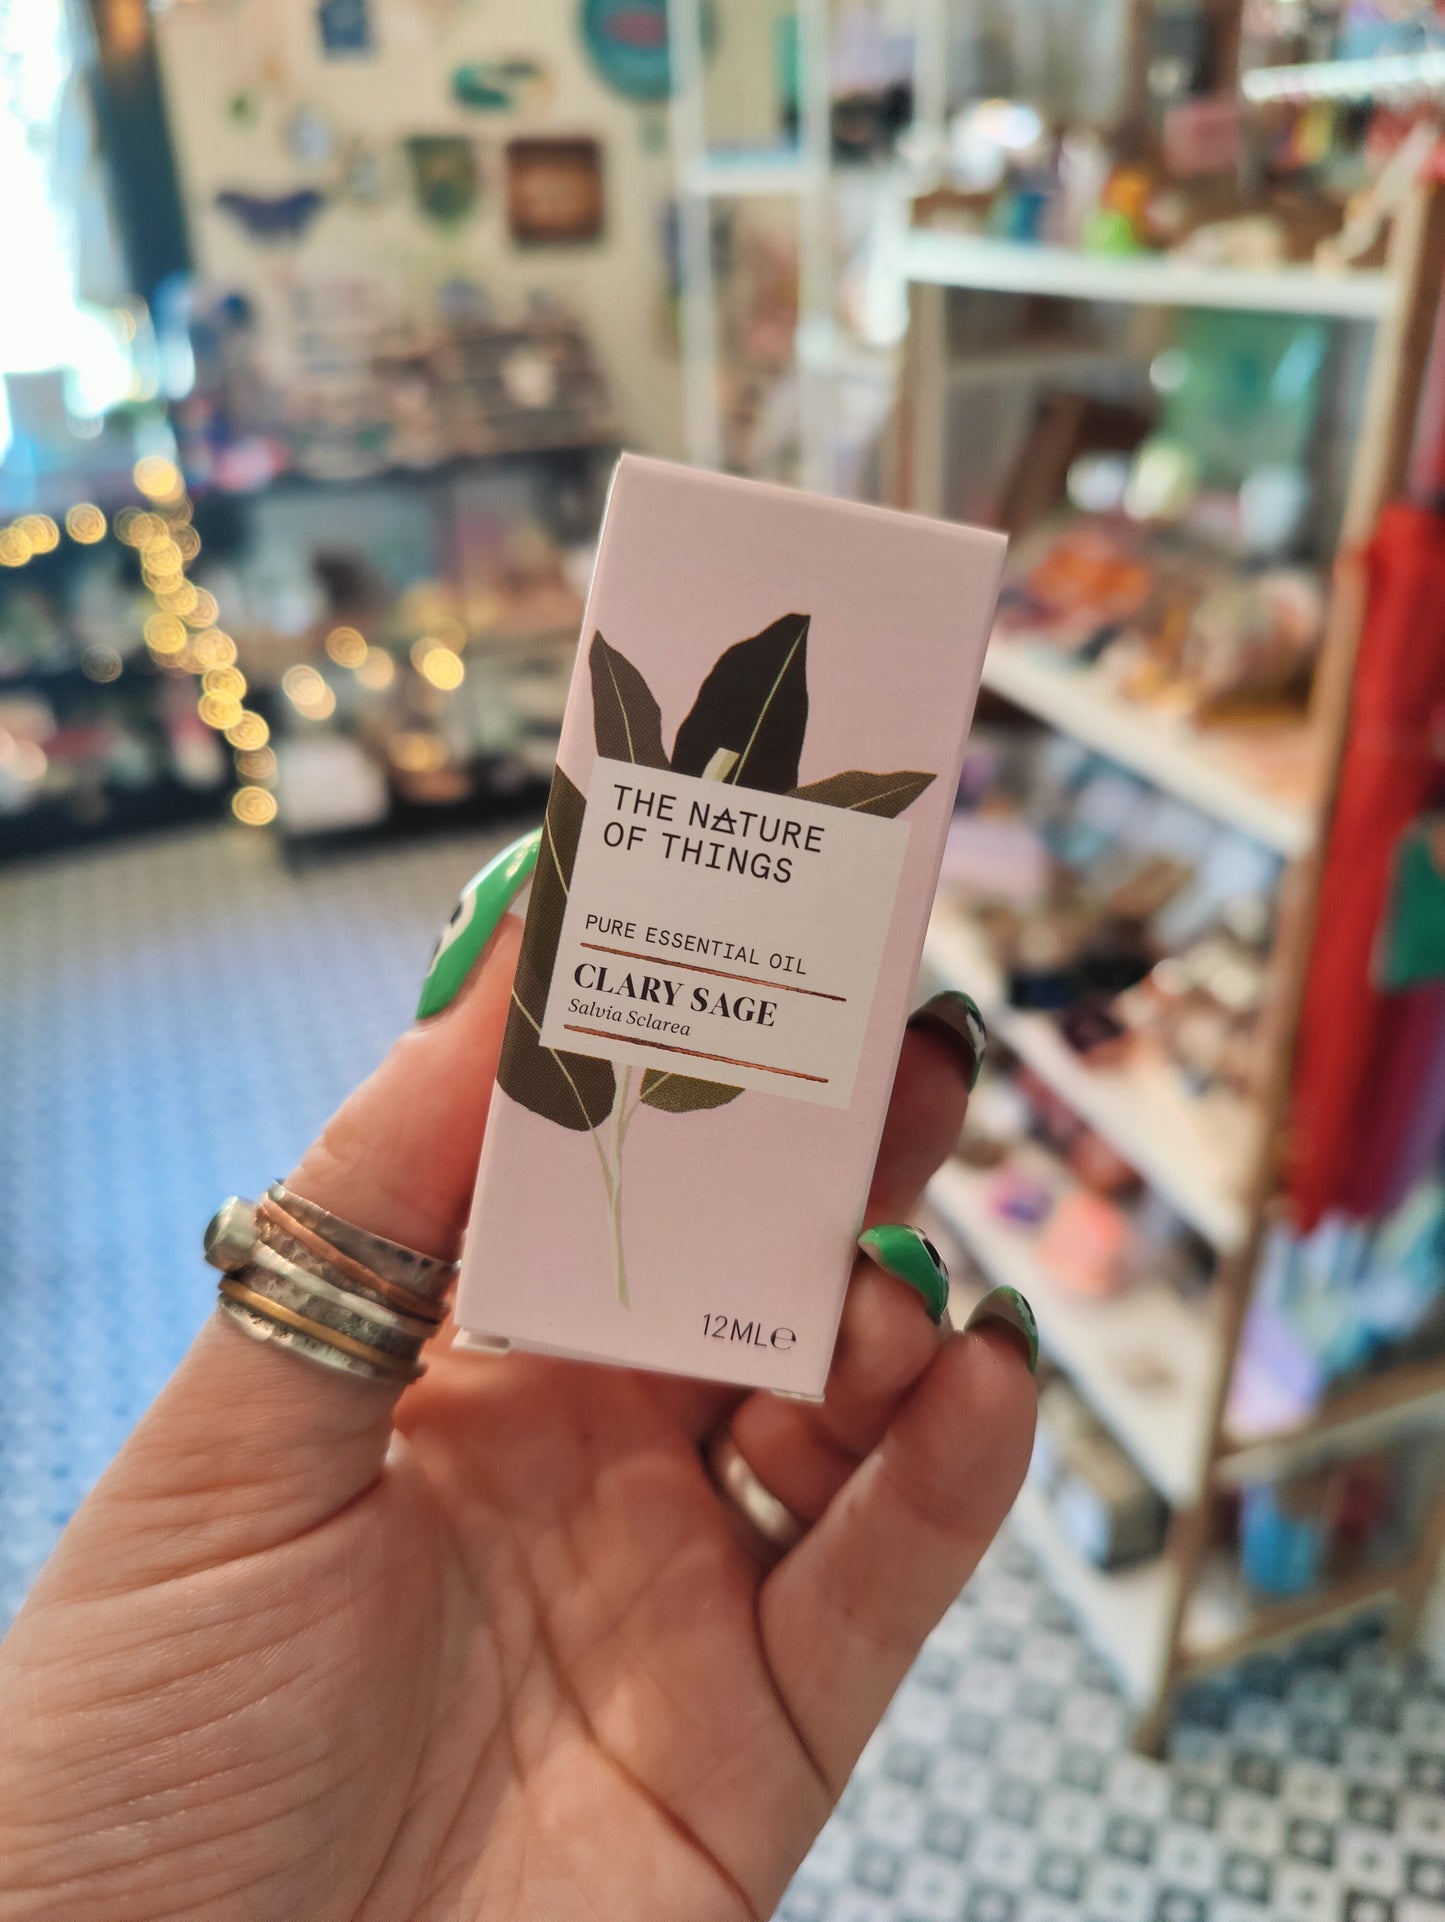 THE NATURE
OF THINGS
PURE ESSENTIAL OIL
CLARY SAGE
Salvia Sclarea
12ML℮